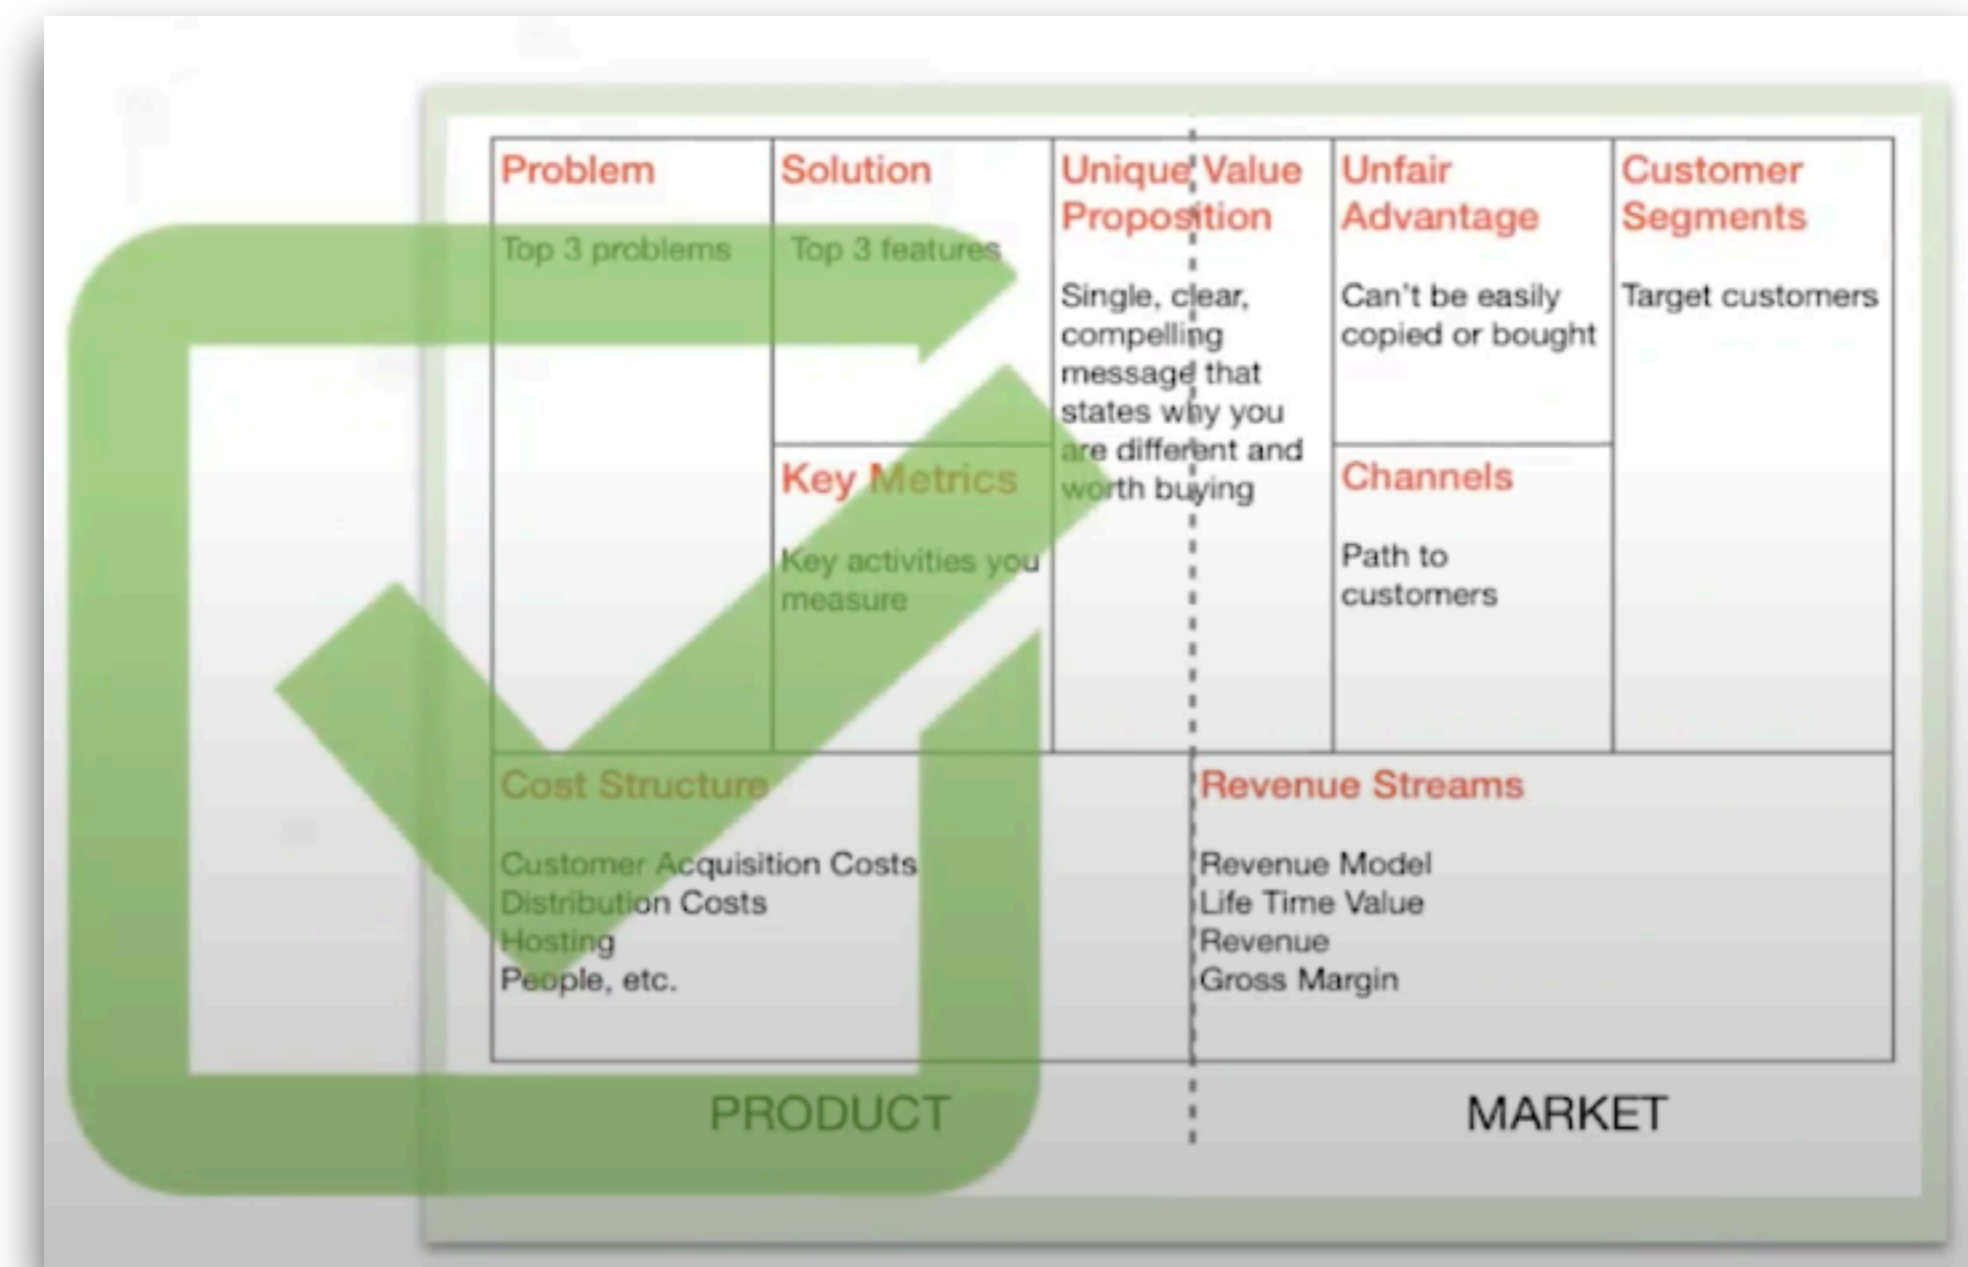 Problem
Top 3 problems
Solution
Top 3 features
Key Metrics
Key activities you
measure
Unique Value
Proposition
Single, clear,
compelling
message that
states why you
are different and
worth buying
Unfair
Advantage
Can't be easily
copied or bought
Channels
Path to
customers
Customer
Segments
Target customers
Cost Structure
Customer Acquisition Costs
Distribution Costs
Hosting
People, etc.
Revenue Streams
Revenue Model
Life Time Value
Revenue
Gross Margin
PRODUCT
MARKET